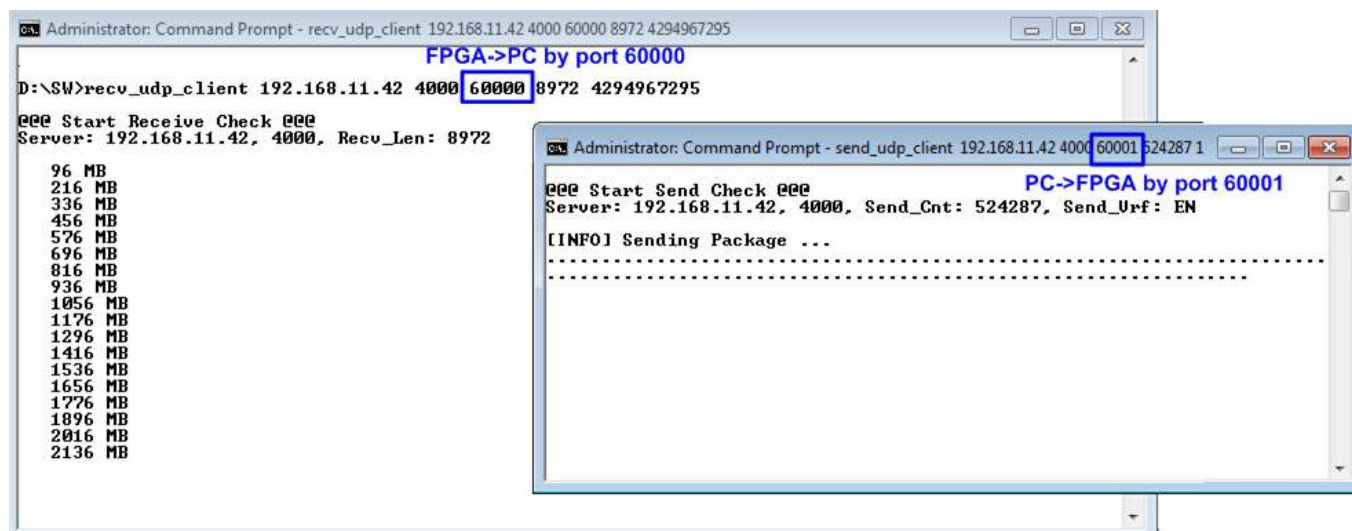 Administrator: Command Prompt - recv_udp_client 192.168.11.42 4000 60000 8972 4294967295
FPGA->PC by port 60000
D:\SW>recv_udp_client 192.168.11.42 4000 60000 8972 4294967295
@@@ Start Receive Check @@@
Server: 192.168.11.42, 4000, Recv_Len: 8972
96 MB
216 MB
336 MB
456 MB
576 MB
696 MB
816 MB
936 MB
1056 MB
1176 MB
1296 MB
1416 MB
1536 MB
1656 MB
1776 MB
1896 MB
2016 MB
2136 MB
Administrator: Command Prompt - send_udp_client 192.168.11.42 4000 60001 524287 1
PC->FPGA by port 60001
@@@ Start Send Check @@@
Server: 192.168.11.42, 4000, Send_Cnt: 524287, Send_Vrf: EN
[INFO] Sending Package ...